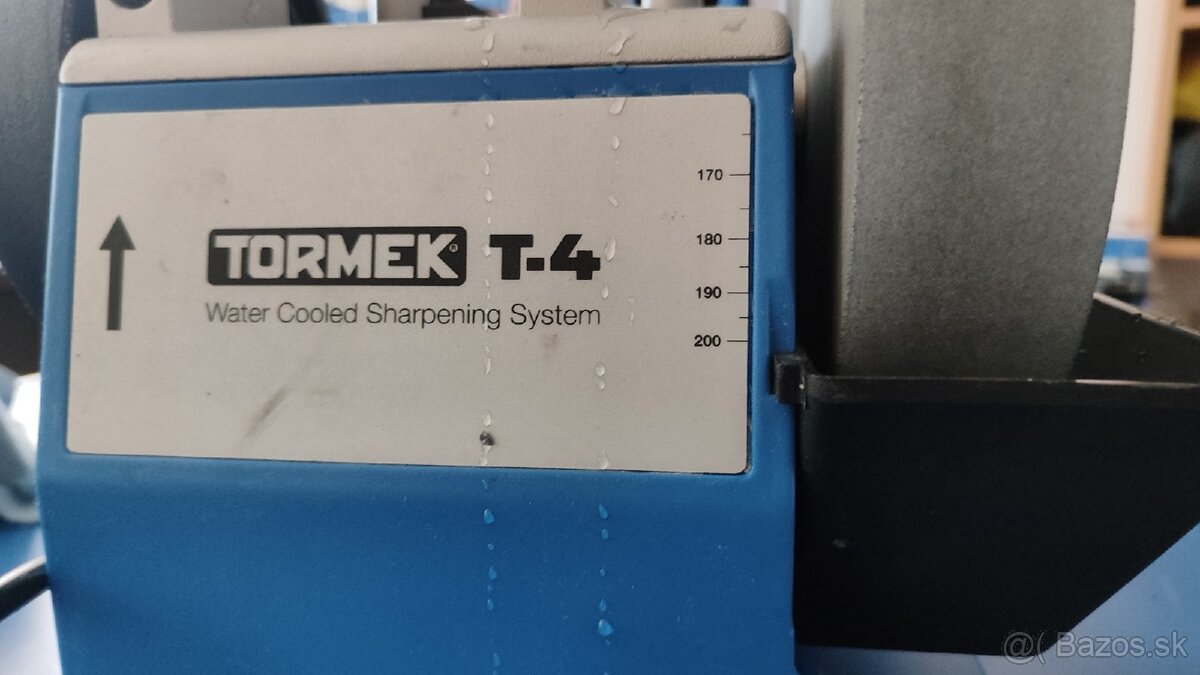 TORMEK® T-4
Water Cooled Sharpening System
170
180
190
200
@( Bazos.sk